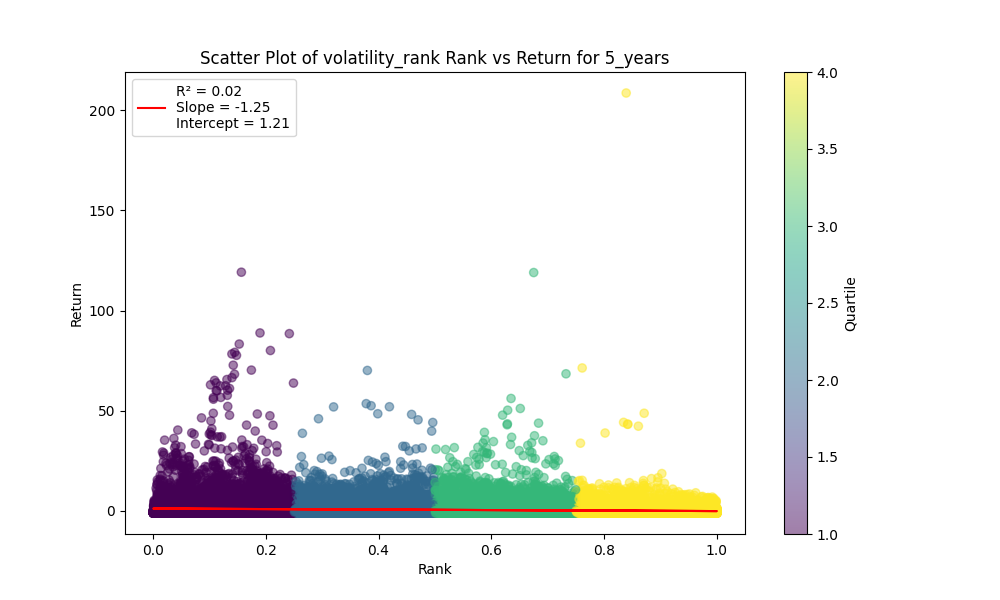 Scatter Plot of volatility_rank Rank vs Return for 5_years
R² = 0.02
Slope = -1.25
Intercept = 1.21
200
150
100
50
0
Return
0.0 0.2 0.4 0.6 0.8 1.0
Rank
4.0
3.5
3.0
2.5
2.0
1.5
1.0
Quartile